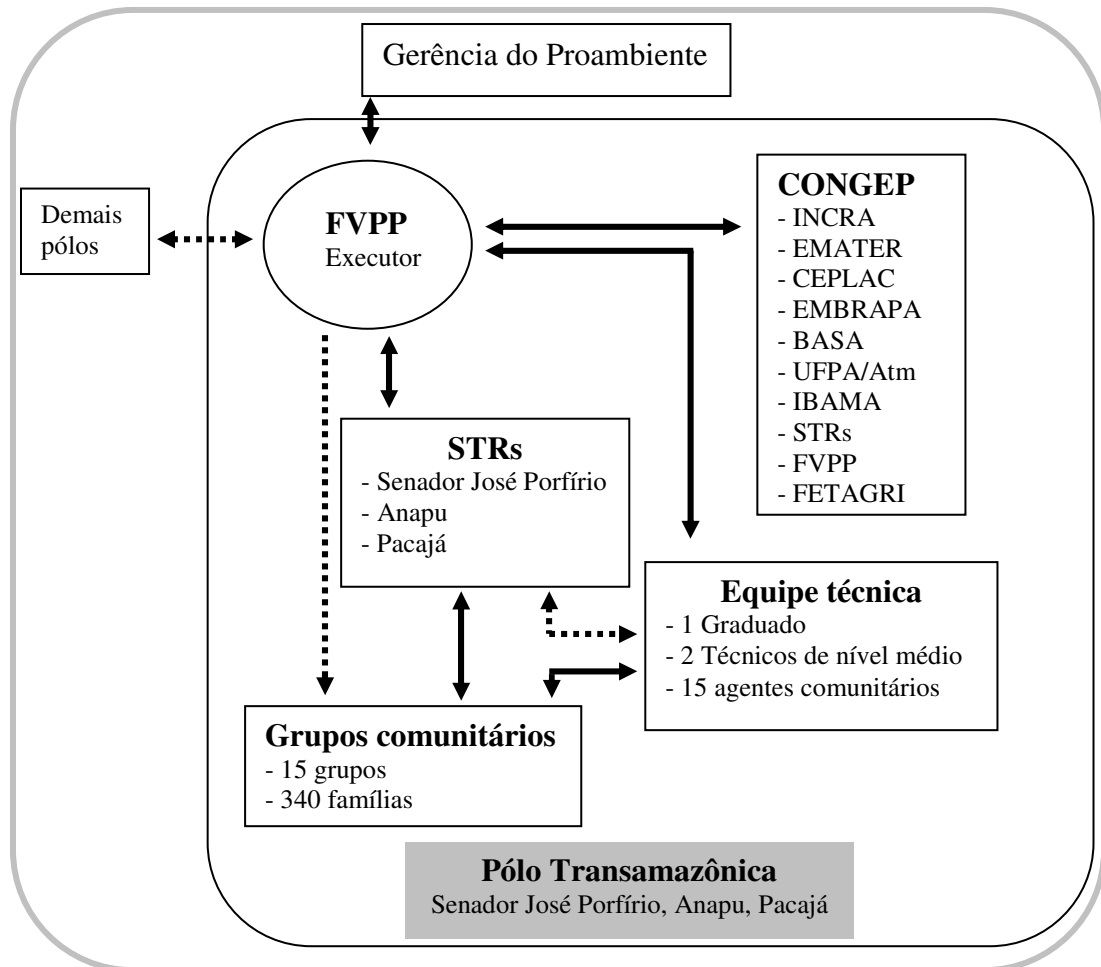 Gerência do Proambiente
Demais
pólos
FVPP
Executor
CONGEP
- INCRA
- EMATER
- CEPLAC
- EMBRAPA
- BASA
- UFPA/Atm
- IBAMA
- STRs
- FVPP
- FETAGRI
STRs
- Senador José Porfírio
- Anapu
- Pacajá
Equipe técnica
- 1 Graduado
- 2 Técnicos de nível médio
- 15 agentes comunitários
Grupos comunitários
- 15 grupos
- 340 famílias
Pólo Transamazônica
Senador José Porfírio, Anapu, Pacajá